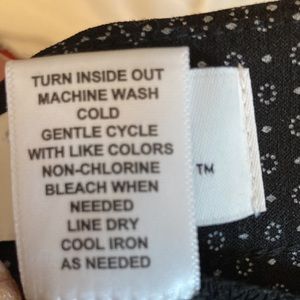 TURN INSIDE OUT
MACHINE WASH
COLD
GENTLE CYCLE
WITH LIKE COLORS
NON-CHLORINE
BLEACH WHEN
NEEDED
LINE DRY
COOL IRON
AS NEEDED
™